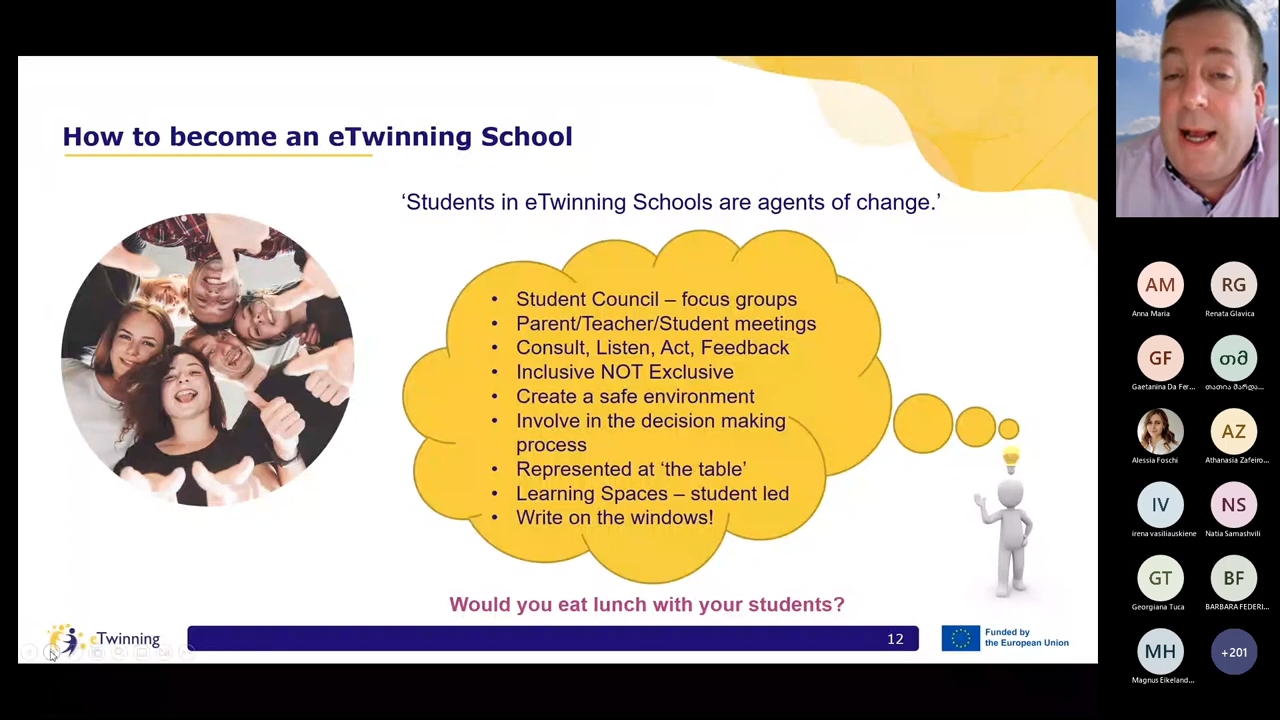 How to become an eTwinning School
‘Students in eTwinning Schools are agents of change.’
• Student Council – focus groups
• Parent/Teacher/Student meetings
• Consult, Listen, Act, Feedback
• Inclusive NOT Exclusive
• Create a safe environment
• Involve in the decision making
process
• Represented at ‘the table’
• Learning Spaces – student led
• Write on the windows!
Would you eat lunch with your students?
eTwinning
12
Funded by
the European Union
AM
Anna Maria
RG
Renata Glavica
GF
Gaetanina Da Fer...
თმ
თათია მარდა...
Alessia Foschi
AZ
Athanasia Zafeiro...
IV
irena vasiliauskiene
NS
Natia Samashvili
GT
Georgiana Tuca
BF
BARBARA FEDERI...
MH
Magnus Eikeland...
+201